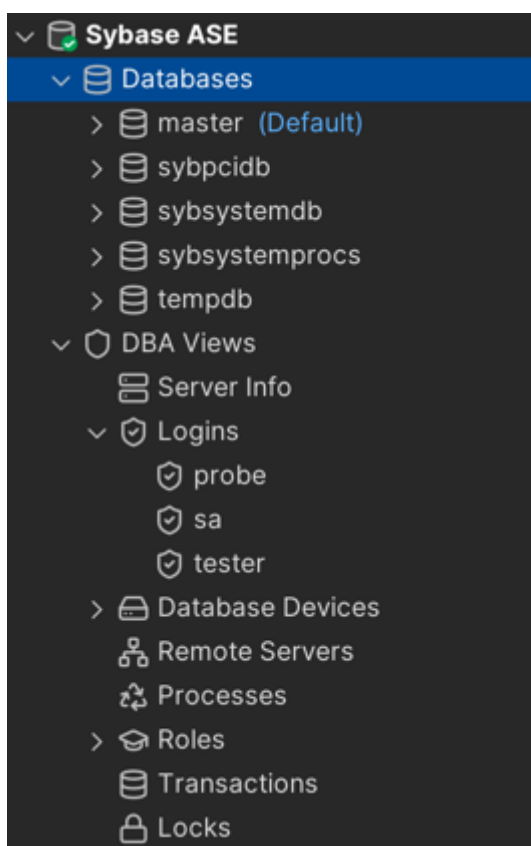 Sybase ASE
Databases
master (Default)
sybpcidb
sybsystemdb
sybsystemprocs
tempdb
DBA Views
Server Info
Logins
probe
sa
tester
Database Devices
Remote Servers
Processes
Roles
Transactions
Locks